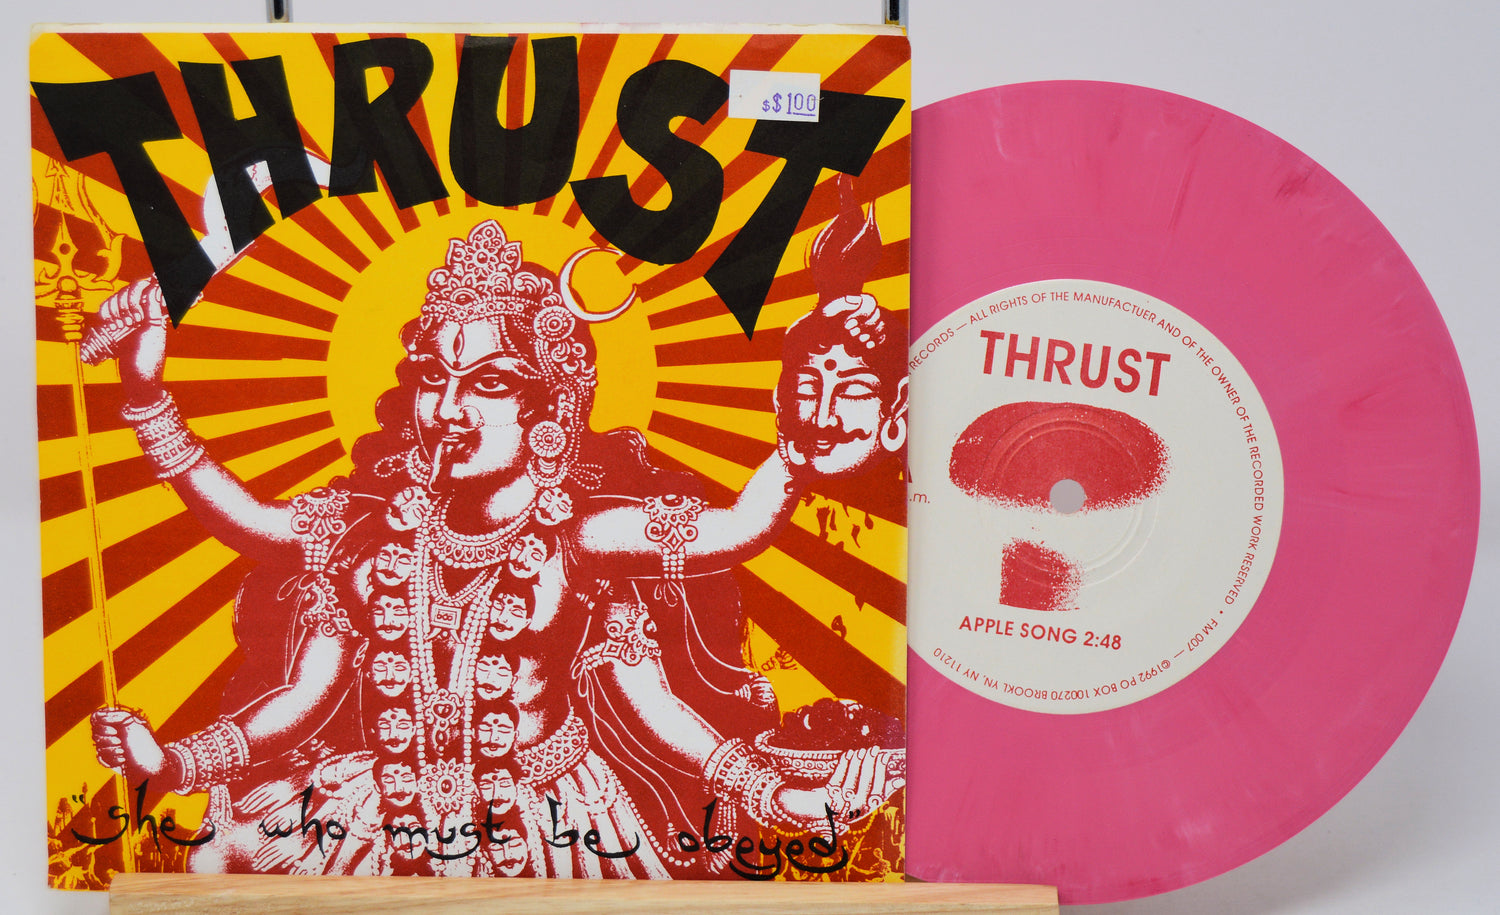 THRUST
$$1.00
"she who must be obeyed"
RECORDS — ALL RIGHTS OF THE MANUFACTUER AND OF THE OWNER OF THE RECORDED WORK RESERVED • FM 007 — ©1992 PO BOX 100270 BROOKLYN, NY 11210
THRUST
.m.
APPLE SONG 2:48